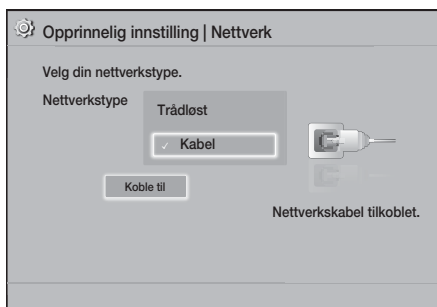 Opprinnelig innstilling | Nettverk
Velg din nettverkstype.
Nettverkstype
Trådløst
✓ Kabel
Koble til
Nettverkskabel tilkoblet.